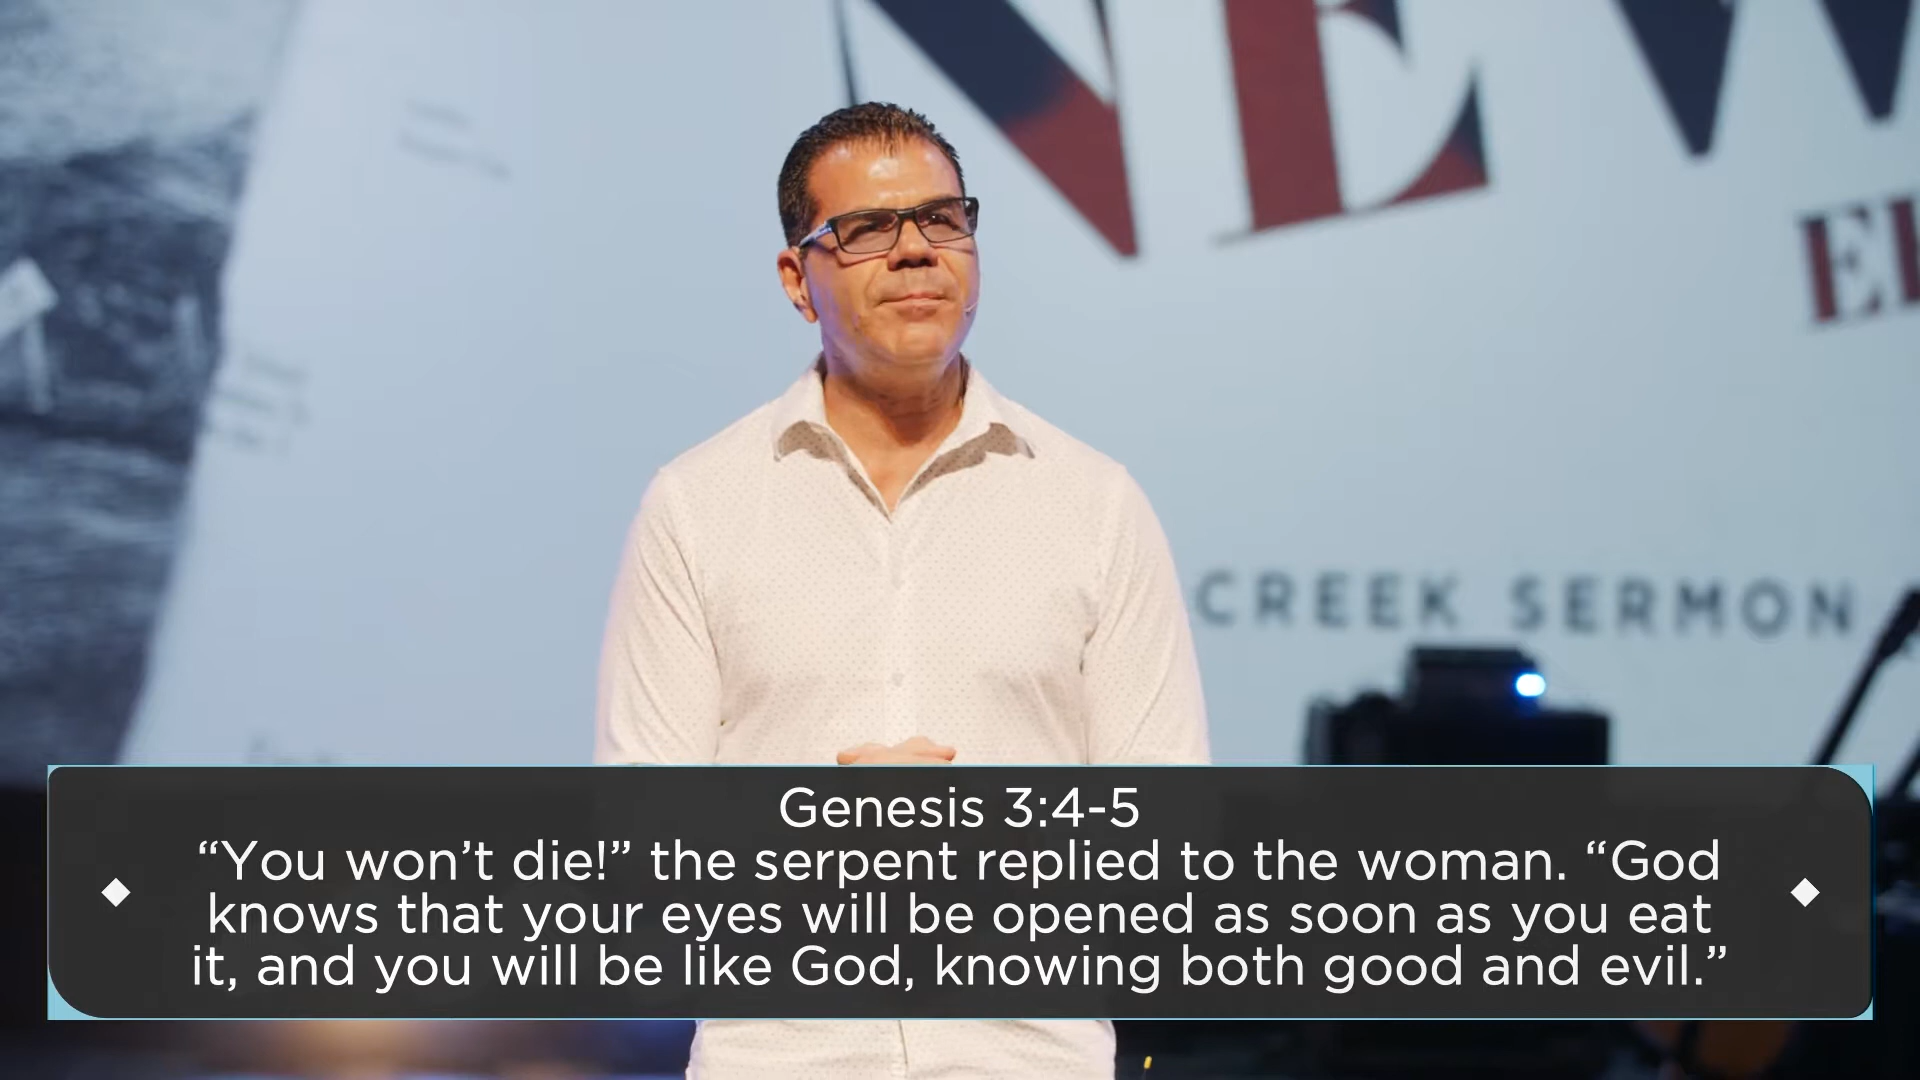 NEW
CREEK SERMON
Genesis 3:4-5
“You won’t die!” the serpent replied to the woman. “God
knows that your eyes will be opened as soon as you eat
it, and you will be like God, knowing both good and evil.”